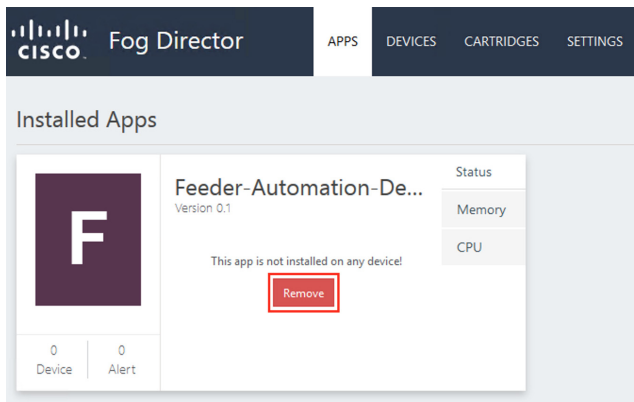 CISCO Fog Director APPS DEVICES CARTRIDGES SETTINGS
Installed Apps
F
Feeder-Automation-De...
Version 0.1
This app is not installed on any device!
Remove
Status
Memory
CPU
0 0
Device Alert